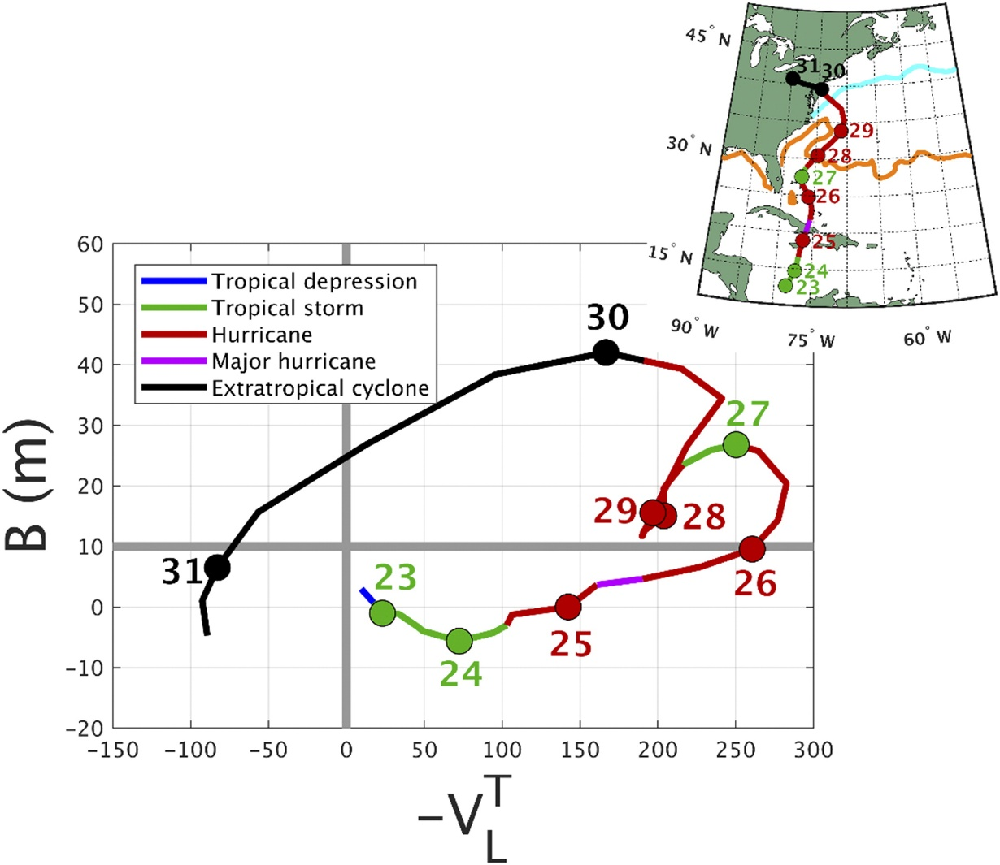 45° N
30° N
15° N
90° W
75° W
60° W
31
30
29
28
27
26
25
24
23
60
50
40
30
20
10
0
−10
−20
B (m)
Tropical depression
Tropical storm
Hurricane
Major hurricane
Extratropical cyclone
30
27
29
28
31
23
26
25
24
−150
−100
−50
0
50
100
150
200
250
300
−V
T
L